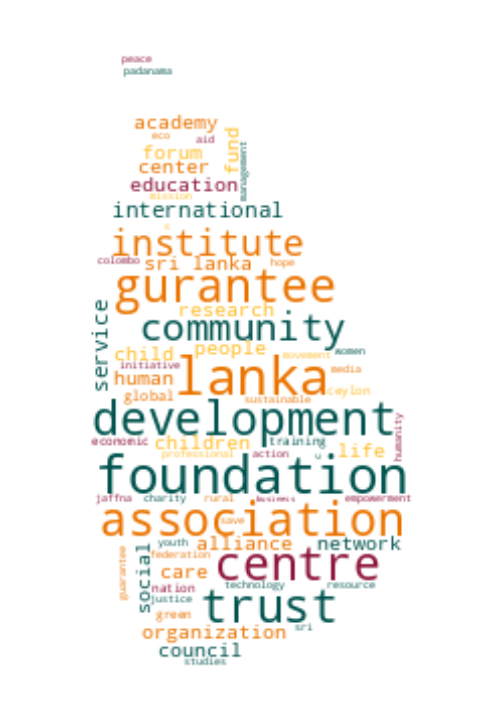 peace
padanama
academy
eco
aid
fund
forum
management
center
education
mission
international
institute
colombo
sri lanka
hope
gurantee
research
service
community
child
people
movement
women
initiative
lanka
media
human
global
sustainable
ceylon
development
humanity
economic
children
training
professional
action
u
life
foundation
jaffna
charity
rural
business
empowerment
association
save
youth
alliance
network
guarantee
social
federation
centre
care
nation
technology
resource
justice
trust
green
organization
sri
council
studies